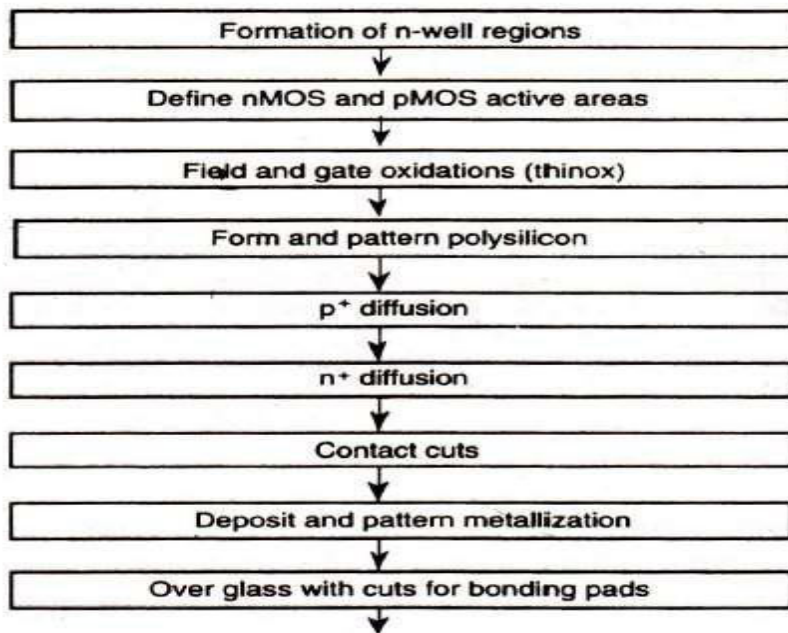 Formation of n-well regions
Define nMOS and pMOS active areas
Field and gate oxidations (thinox)
Form and pattern polysilicon
p⁺ diffusion
n⁺ diffusion
Contact cuts
Deposit and pattern metallization
Over glass with cuts for bonding pads